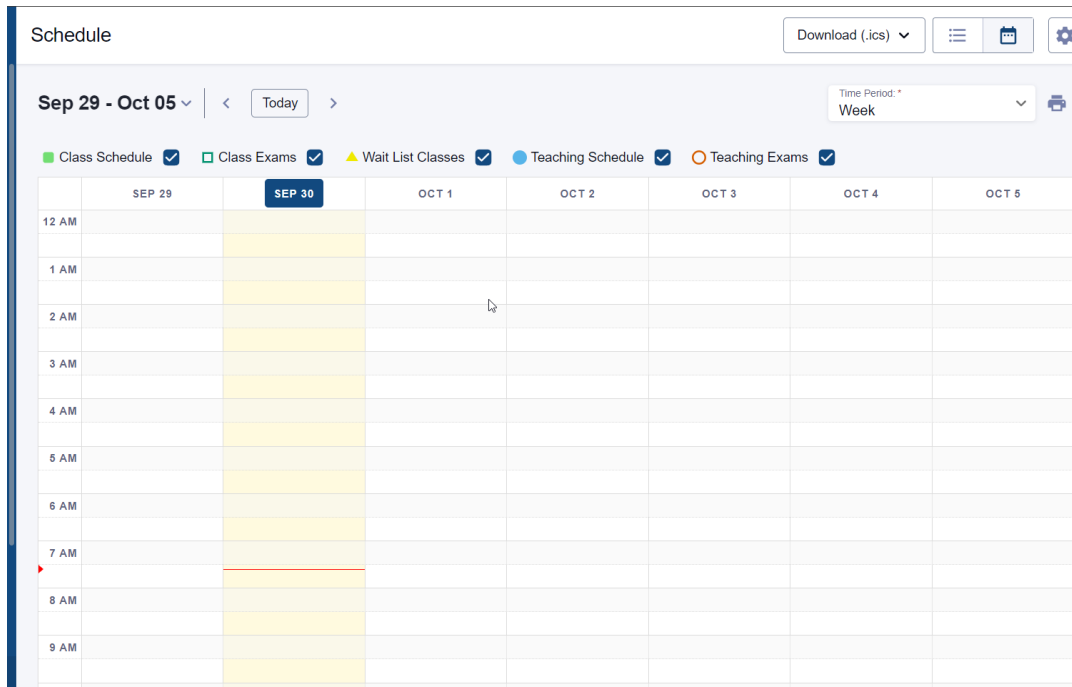 Schedule
Download (.ics)
Sep 29 - Oct 05
Today
Time Period: *
Week
Class Schedule
Class Exams
Wait List Classes
Teaching Schedule
Teaching Exams
SEP 29
SEP 30
OCT 1
OCT 2
OCT 3
OCT 4
OCT 5
12 AM
1 AM
2 AM
3 AM
4 AM
5 AM
6 AM
7 AM
8 AM
9 AM